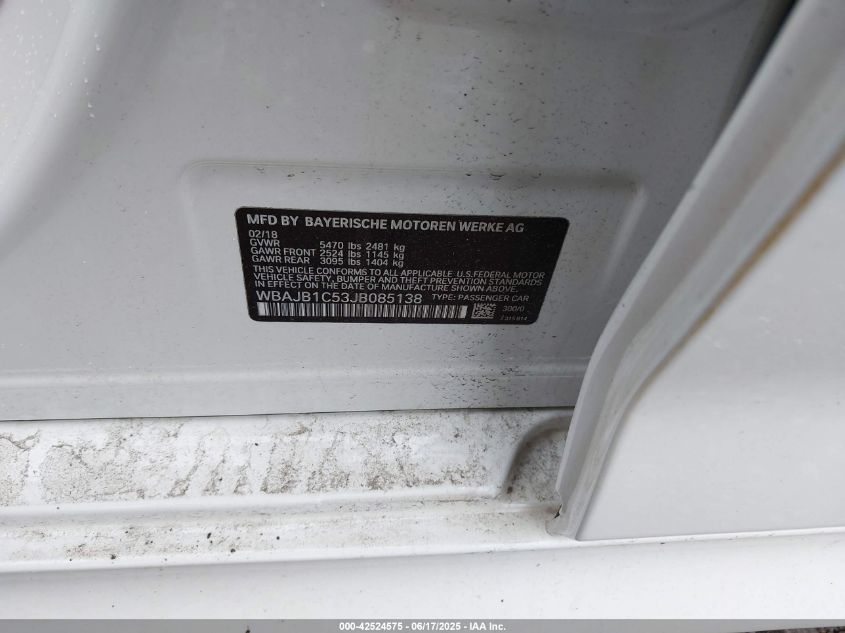 MFD BY BAYERISCHE MOTOREN WERKE AG
02/18
GVWR 5470 lbs 2481 kg
GAWR FRONT 2524 lbs 1145 kg
GAWR REAR 3095 lbs 1404 kg
THIS VEHICLE CONFORMS TO ALL APPLICABLE U.S.FEDERAL MOTOR
VEHICLE SAFETY, BUMPER AND THEFT PREVENTION STANDARDS
IN EFFECT ON THE DATE OF MANUFACTURE SHOWN ABOVE.
WBAJB1C53JB085138 TYPE: PASSENGER CAR
300/0
7315814
000-42524575 - 06/17/2025 - IAA Inc.